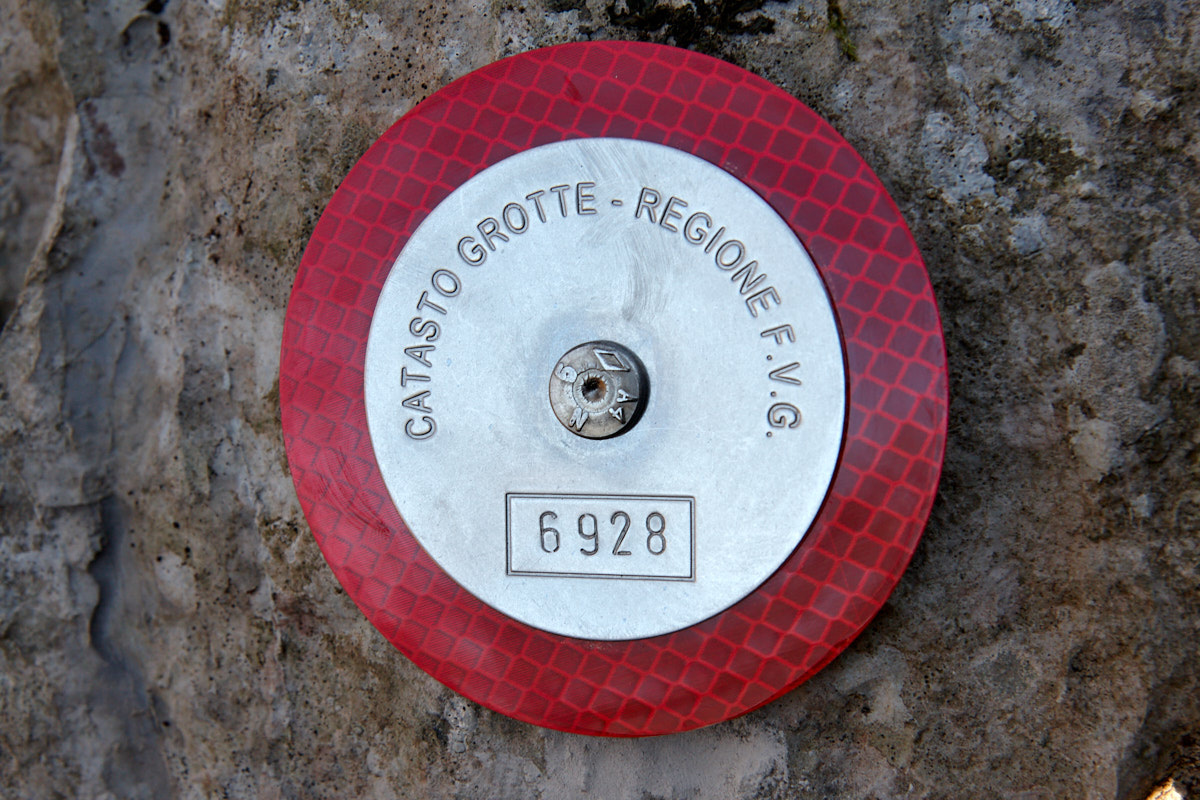 CATASTO GROTTE - REGIONE F.V.G.
6928